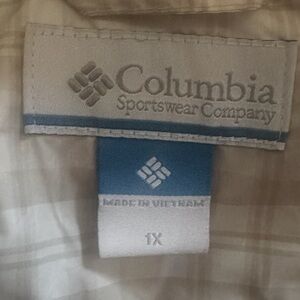 Columbia
Sportswear Company
MADE IN VIETNAM
1X